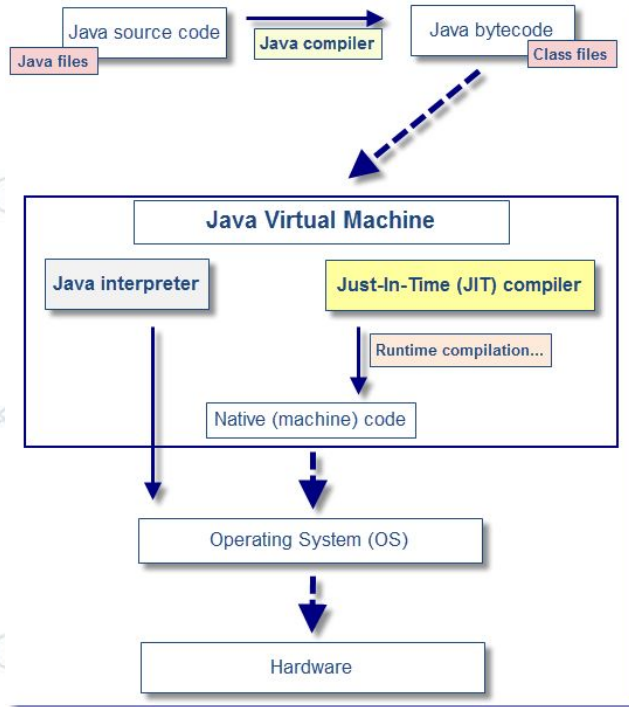 Java source code
Java files
Java compiler
Java bytecode
Class files
Java Virtual Machine
Java interpreter
Just-In-Time (JIT) compiler
Runtime compilation...
Native (machine) code
Operating System (OS)
Hardware